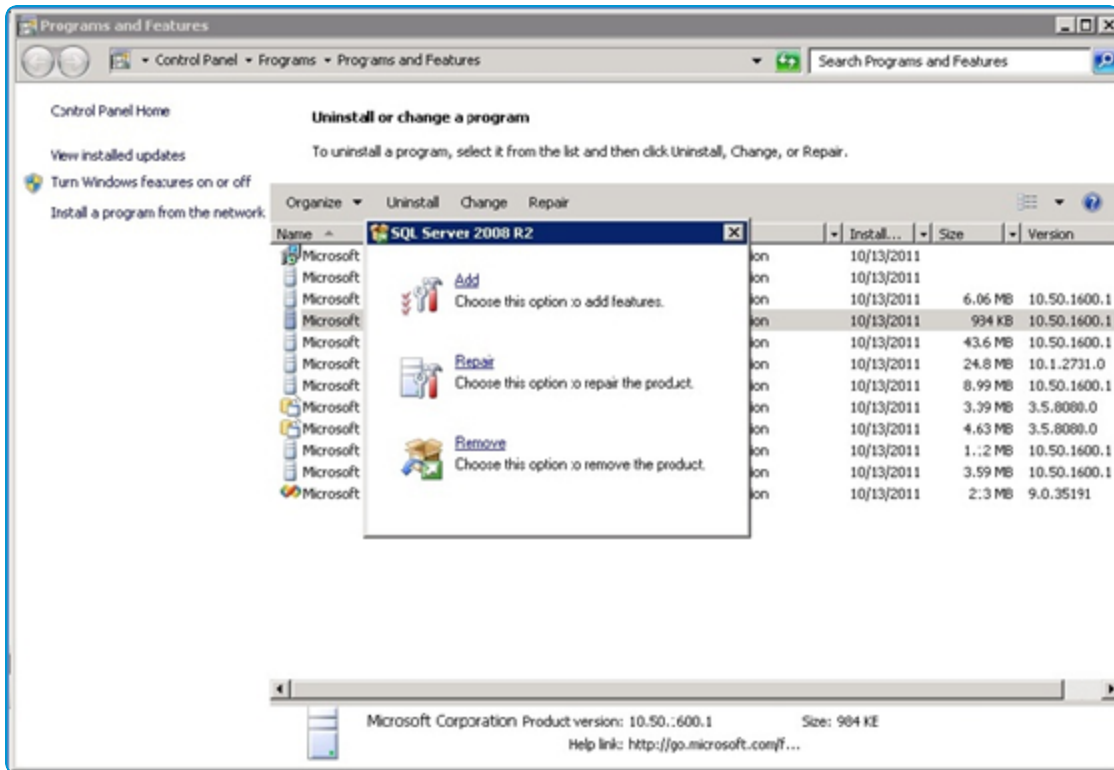 Programs and Features
Control Panel Programs Programs and Features
Search Programs and Features
Control Panel Home
View installed updates
Turn Windows features on or off
Install a program from the network
Uninstall or change a program
To uninstall a program, select it from the list and then click Uninstall, Change, or Repair.
Organize Uninstall Change Repair
Name Install... Size Version
SQL Server 2008 R2
Add
Choose this option to add features.
Repair
Choose this option to repair the product.
Remove
Choose this option to remove the product.
Microsoft ion 10/13/2011
Microsoft ion 10/13/2011
Microsoft ion 10/13/2011 6.06 MB 10.50.1600.1
Microsoft ion 10/13/2011 984 KB 10.50.1600.1
Microsoft ion 10/13/2011 43.6 MB 10.50.1600.1
Microsoft ion 10/13/2011 24.8 MB 10.1.2731.0
Microsoft ion 10/13/2011 8.99 MB 10.50.1600.1
Microsoft ion 10/13/2011 3.39 MB 3.5.8080.0
Microsoft ion 10/13/2011 4.63 MB 3.5.8080.0
Microsoft ion 10/13/2011 MB 10.50.1600.1
Microsoft ion 10/13/2011 3.59 MB 10.50.1600.1
Microsoft ion 10/13/2011 MB 9.0.35191
Microsoft Corporation Product version: 10.50.1600.1 Size: 984 KB
Help link: http://go.microsoft.com/f...